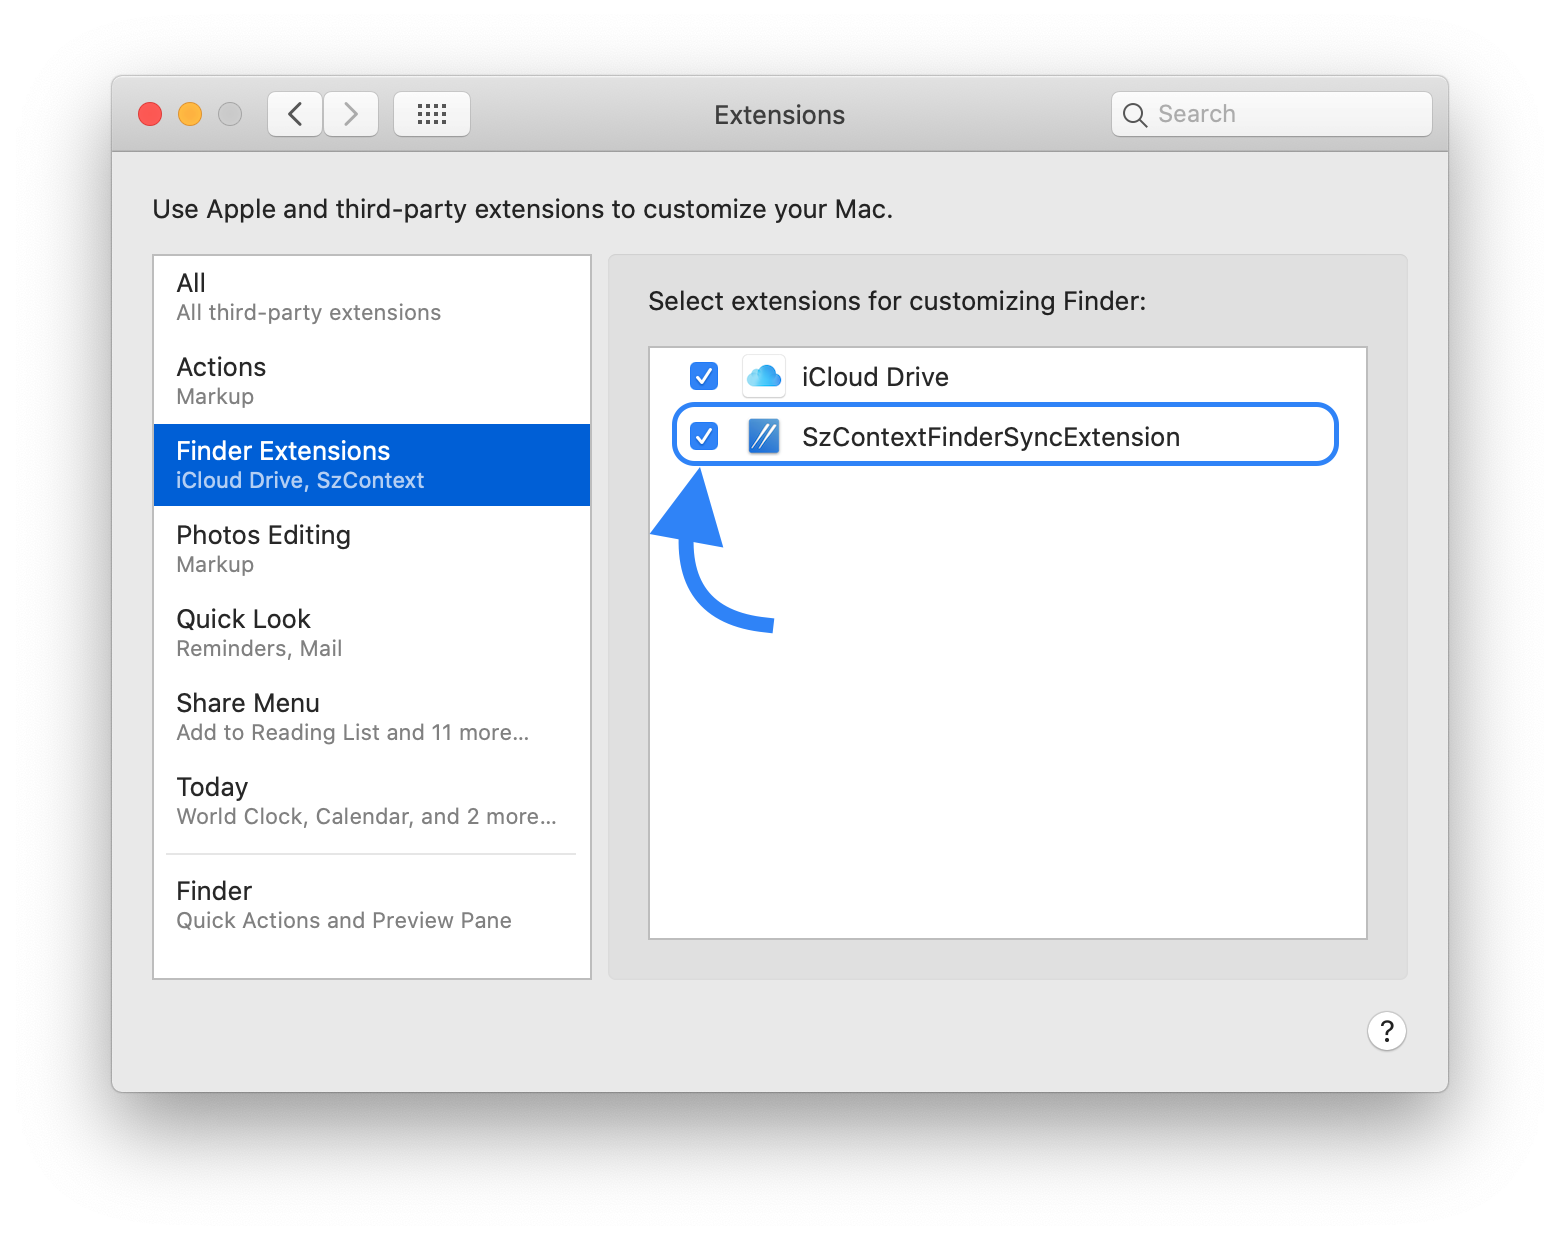 Extensions
Search
Use Apple and third-party extensions to customize your Mac.
All
All third-party extensions
Actions
Markup
Finder Extensions
iCloud Drive, SzContext
Photos Editing
Markup
Quick Look
Reminders, Mail
Share Menu
Add to Reading List and 11 more...
Today
World Clock, Calendar, and 2 more...
Finder
Quick Actions and Preview Pane
Select extensions for customizing Finder:
iCloud Drive
SzContextFinderSyncExtension
?